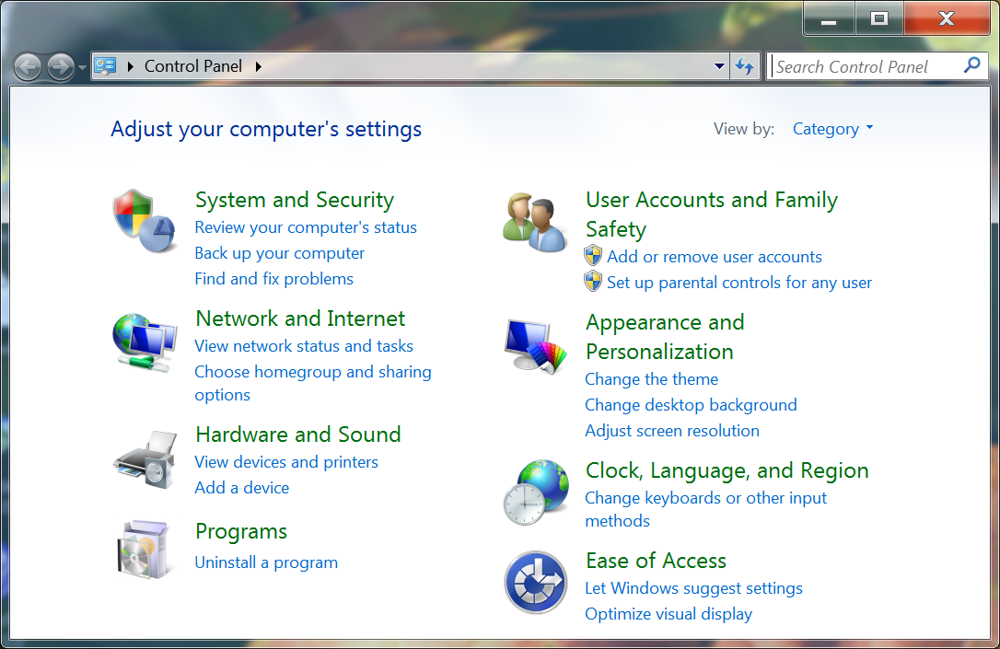 Control Panel
Search Control Panel
Adjust your computer's settings
View by: Category
System and Security
Review your computer's status
Back up your computer
Find and fix problems
Network and Internet
View network status and tasks
Choose homegroup and sharing
options
Hardware and Sound
View devices and printers
Add a device
Programs
Uninstall a program
User Accounts and Family
Safety
Add or remove user accounts
Set up parental controls for any user
Appearance and
Personalization
Change the theme
Change desktop background
Adjust screen resolution
Clock, Language, and Region
Change keyboards or other input
methods
Ease of Access
Let Windows suggest settings
Optimize visual display